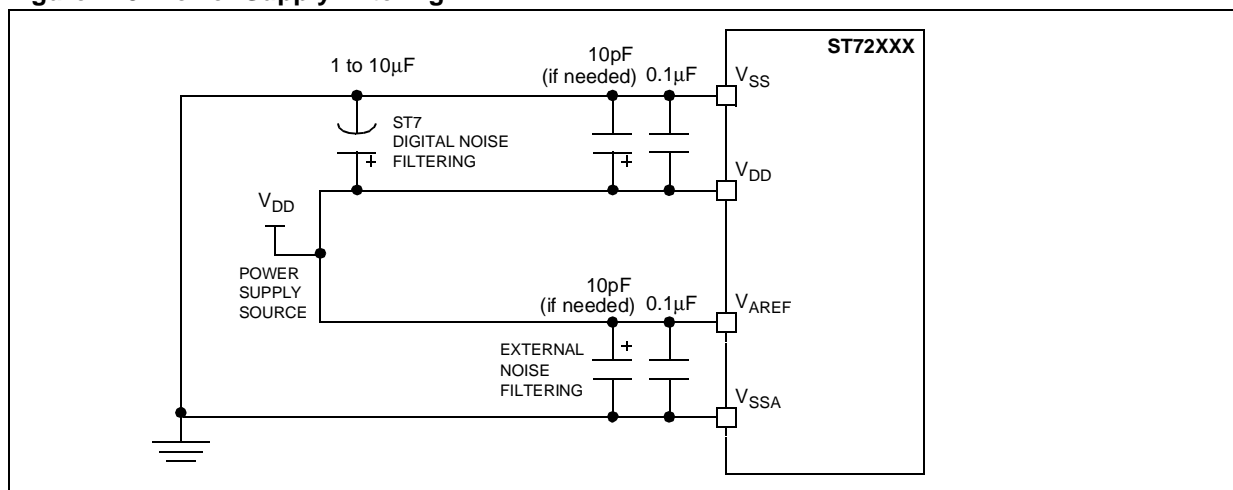 ST72XXX
10pF
(if needed) 0.1μF
1 to 10μF
VSS
ST7
DIGITAL NOISE
FILTERING
+
+
VDD
VDD
POWER
SUPPLY
SOURCE
10pF
(if needed) 0.1μF
VAREF
EXTERNAL
NOISE
FILTERING
+
VSSA